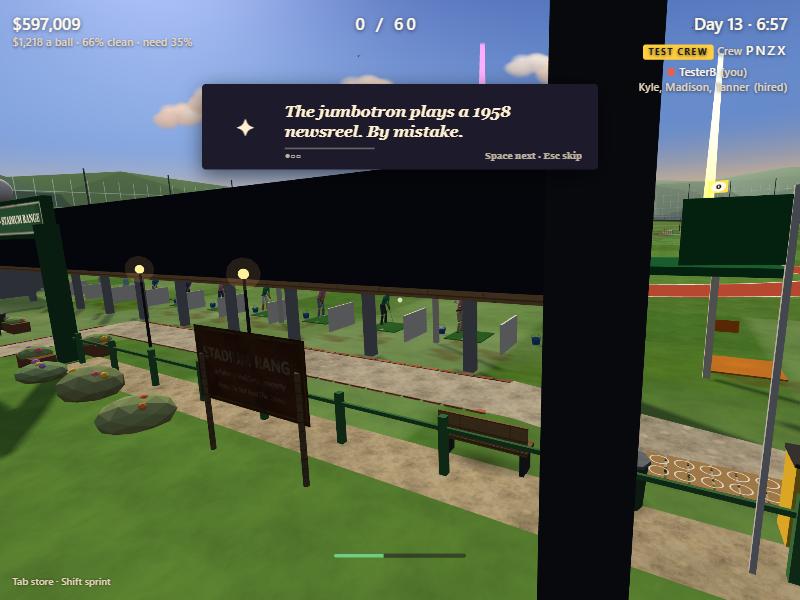 $597,009
$1,218 a ball · 66% clean · need 35%
0 / 60
Day 13 · 6:57
TEST CREW Crew PNZX
TesterB (you)
Kyle, Madison, Tanner (hired)
The jumbotron plays a 1958
newsreel. By mistake.
Space next · Esc skip
STADIUM RANGE
STADIUM RANG
Tab store · Shift sprint